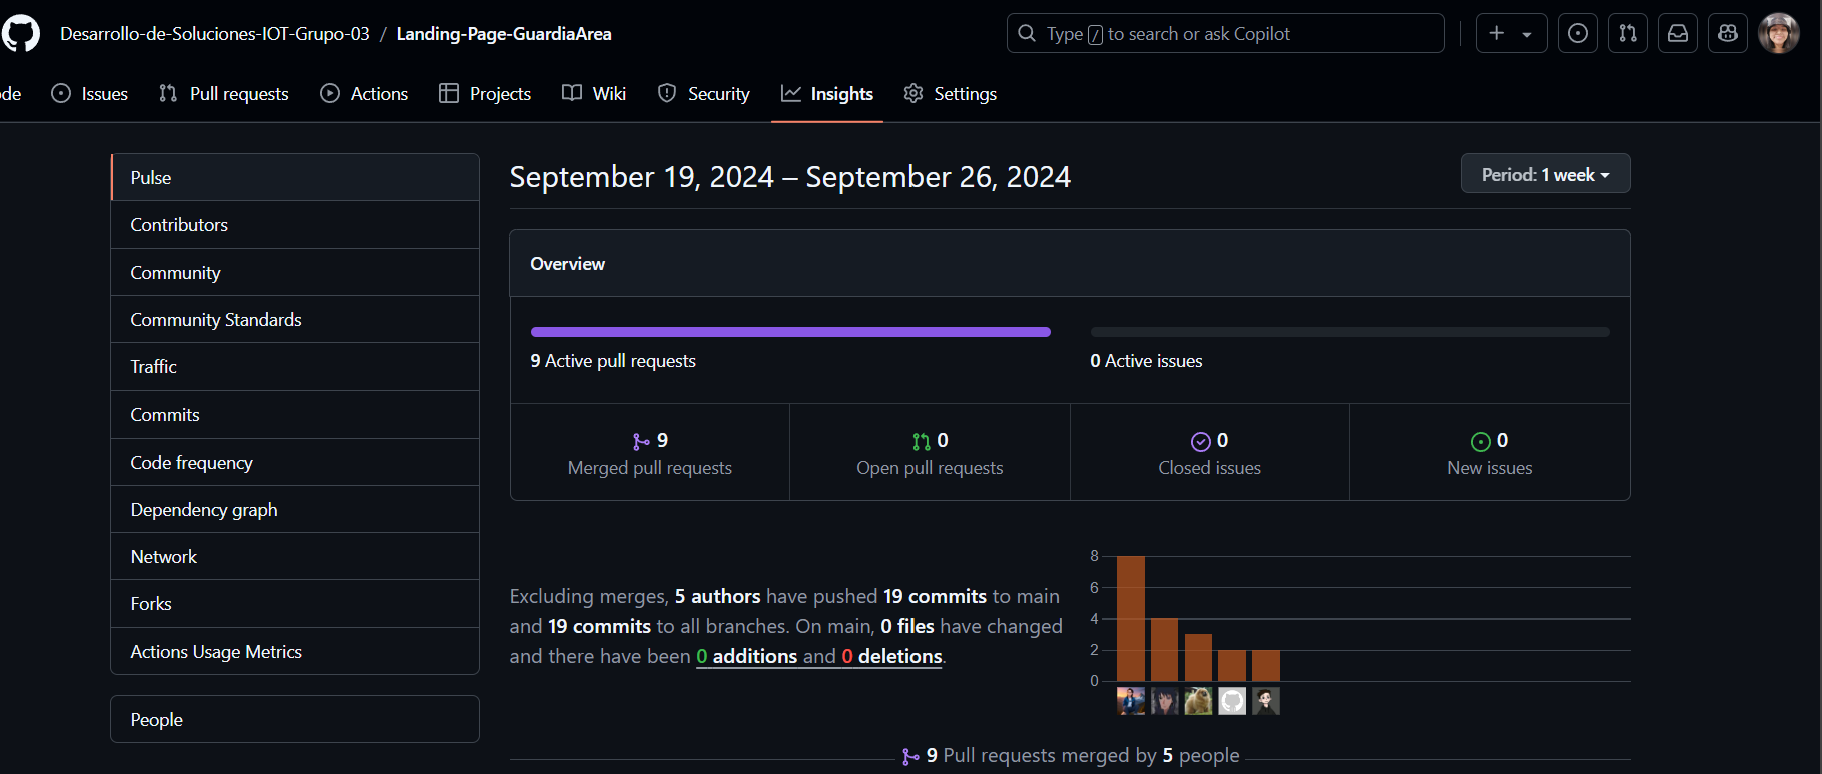 Desarrollo-de-Soluciones-IOT-Grupo-03 / Landing-Page-GuardiaArea
Type / to search or ask Copilot
de
Issues
Pull requests
Actions
Projects
Wiki
Security
Insights
Settings
Pulse
Contributors
Community
Community Standards
Traffic
Commits
Code frequency
Dependency graph
Network
Forks
Actions Usage Metrics
People
September 19, 2024 – September 26, 2024
Period: 1 week
Overview
9 Active pull requests
0 Active issues
9
Merged pull requests
0
Open pull requests
0
Closed issues
0
New issues
Excluding merges, 5 authors have pushed 19 commits to main
and 19 commits to all branches. On main, 0 files have changed
and there have been 0 additions and 0 deletions.
8
6
4
2
0
9 Pull requests merged by 5 people